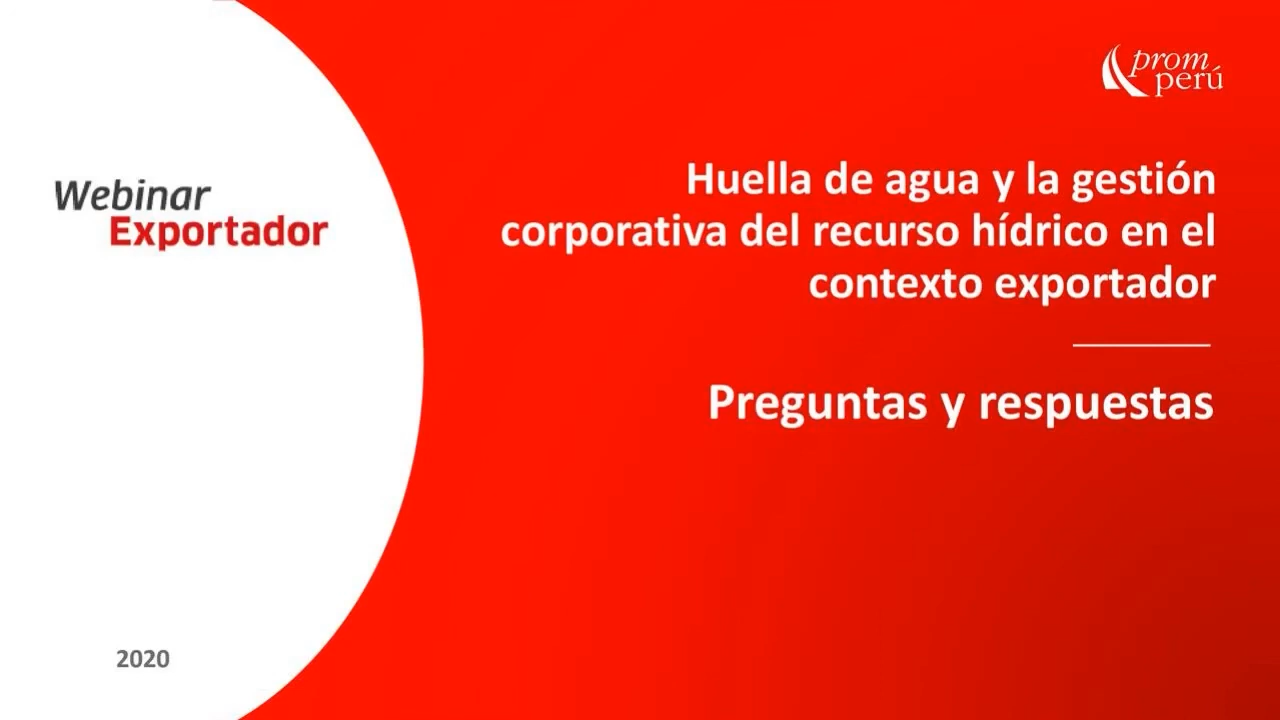 Webinar
Exportador
2020
prom
perú
Huella de agua y la gestión
corporativa del recurso hídrico en el
contexto exportador
Preguntas y respuestas